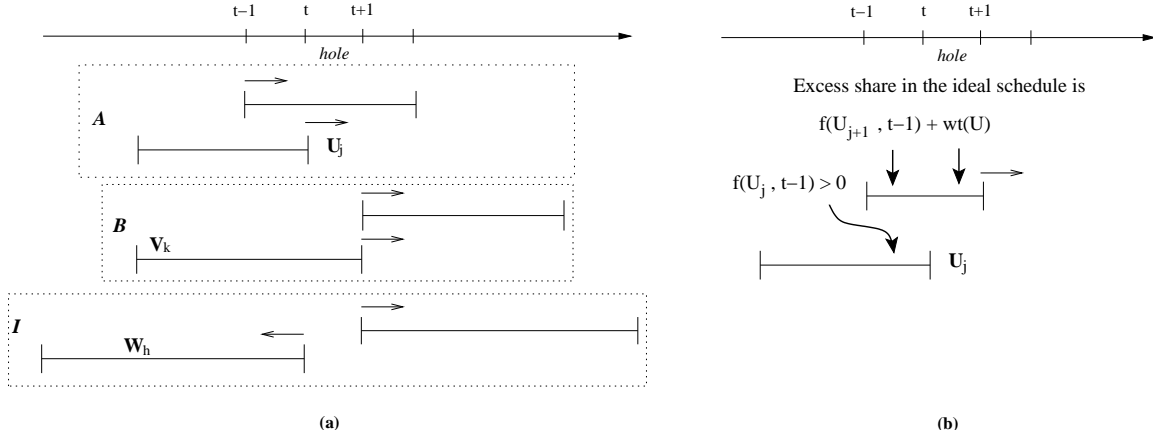 t−1 t t+1
hole
A
U_j
B
V_k
I
W_h
(a)
t−1 t t+1
hole
Excess share in the ideal schedule is
f(U_{j+1} , t−1) + wt(U)
f(U_j , t−1) > 0
U_j
(b)